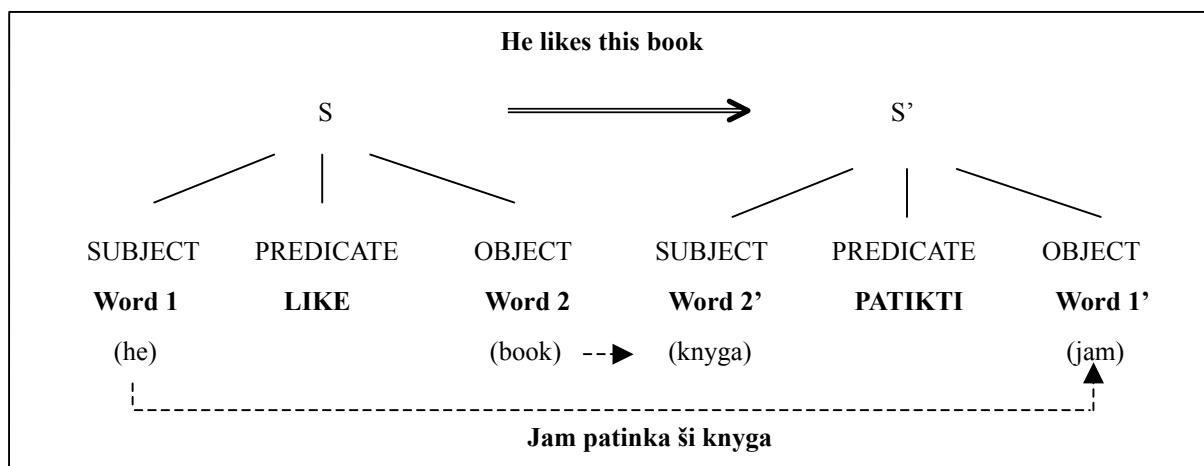 He likes this book
S S’
SUBJECT PREDICATE OBJECT SUBJECT PREDICATE OBJECT
Word 1 LIKE Word 2 Word 2’ PATIKTI Word 1’
(he) (book) (knyga) (jam)
Jam patinka ši knyga